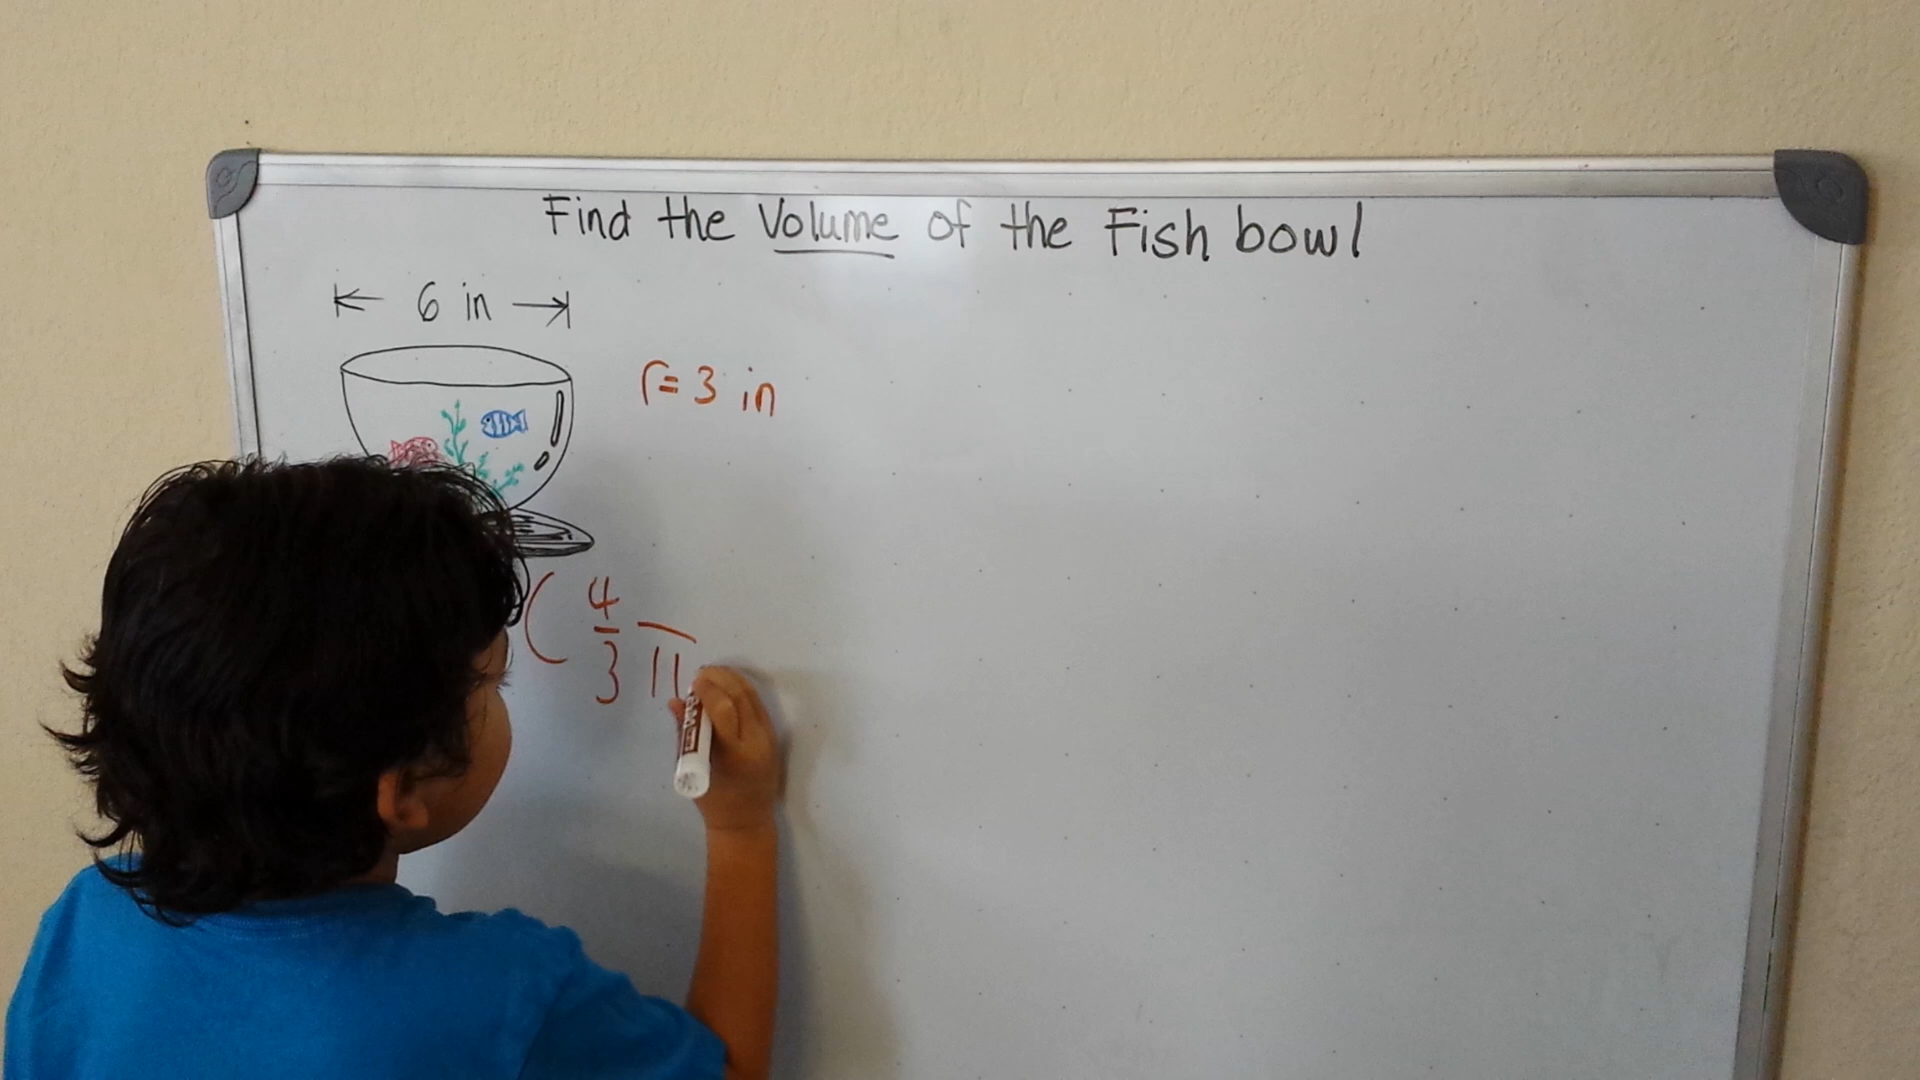 Find the Volume of the Fish bowl
6 in
r = 3 in
( 4/3 π